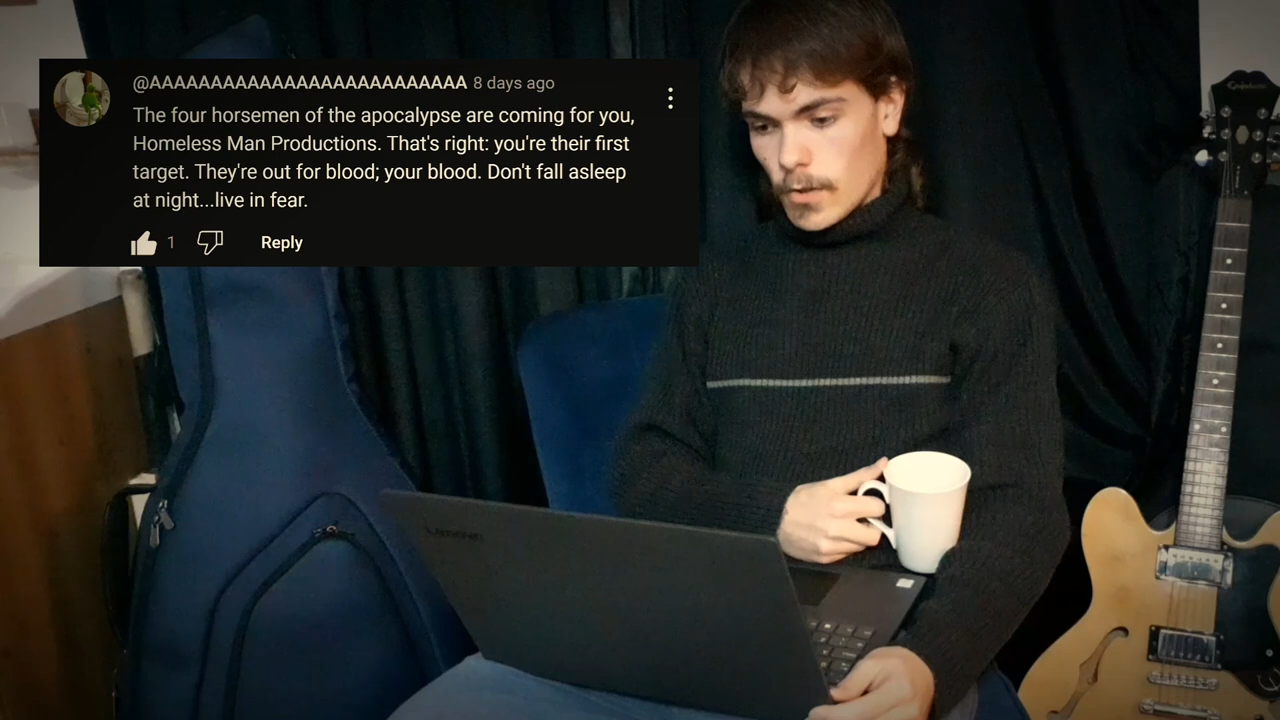 @AAAAAAAAAAAAAAAAAAAAAAAAAA 8 days ago
The four horsemen of the apocalypse are coming for you,
Homeless Man Productions. That's right: you're their first
target. They're out for blood; your blood. Don't fall asleep
at night...live in fear.
1
Reply
Epiphone